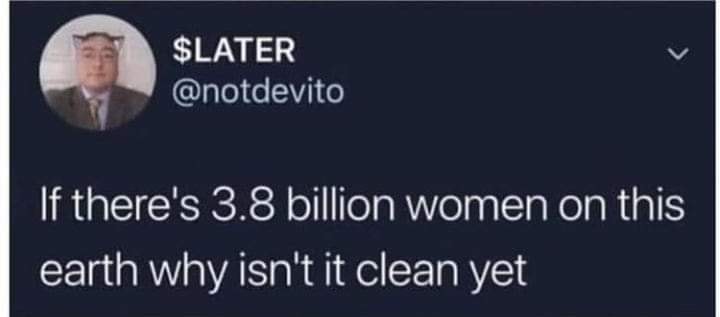 $LATER
@notdevito
If there's 3.8 billion women on this
earth why isn't it clean yet